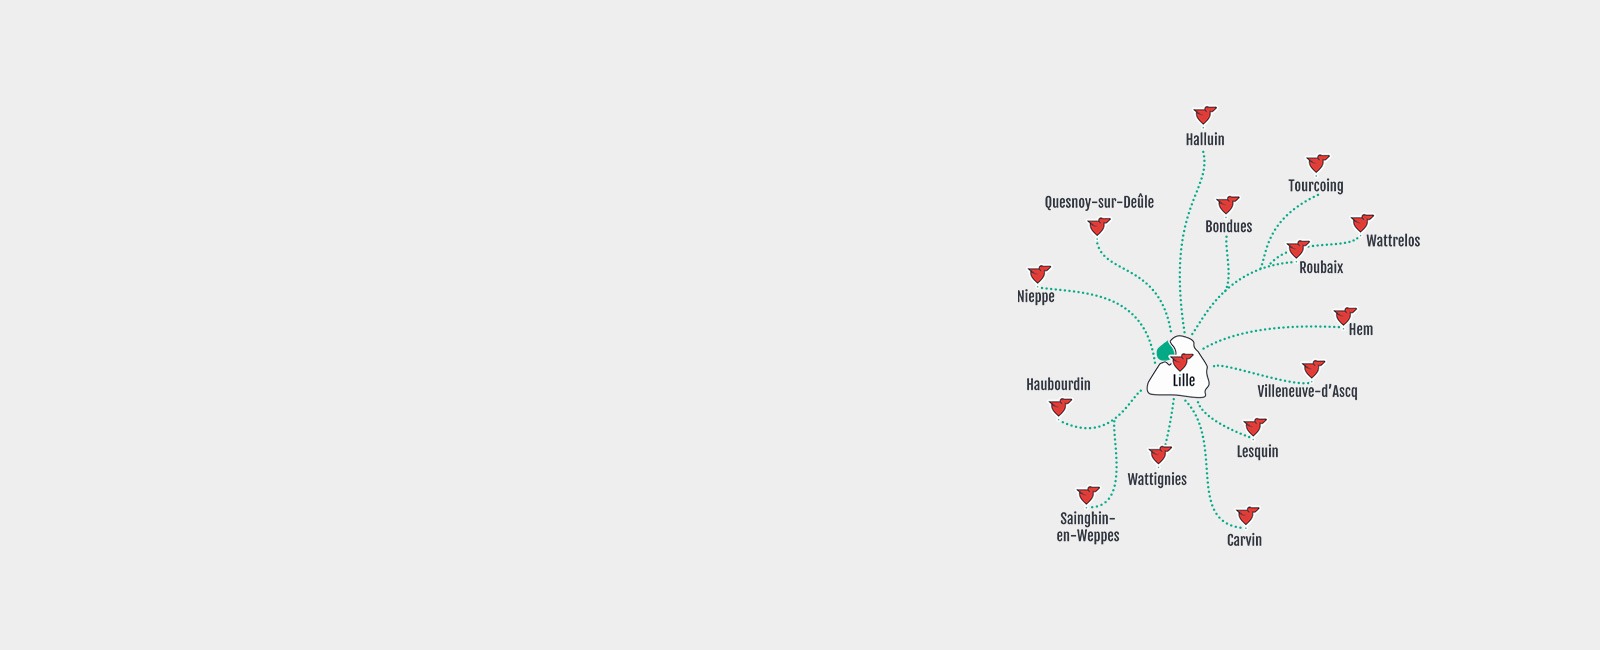 Halluin
Tourcoing
Quesnoy-sur-Deûle
Bondues
Wattrelos
Roubaix
Nieppe
Hem
Lille
Haubourdin
Villeneuve-d'Ascq
Lesquin
Wattignies
Sainghin-
en-Weppes
Carvin